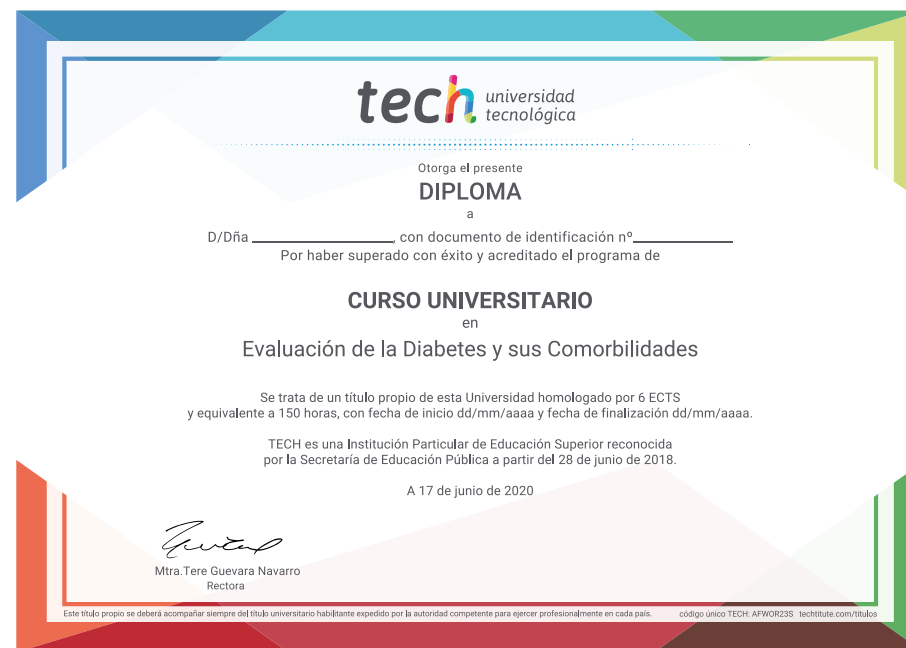 tech universidad
tecnológica
Otorga el presente
DIPLOMA
a
D/Dña , con documento de identificación nº
Por haber superado con éxito y acreditado el programa de
CURSO UNIVERSITARIO
en
Evaluación de la Diabetes y sus Comorbilidades
Se trata de un título propio de esta Universidad homologado por 6 ECTS
y equivalente a 150 horas, con fecha de inicio dd/mm/aaaa y fecha de finalización dd/mm/aaaa.
TECH es una Institución Particular de Educación Superior reconocida
por la Secretaría de Educación Pública a partir del 28 de junio de 2018.
A 17 de junio de 2020
Mtra.Tere Guevara Navarro
Rectora
Este título propio se deberá acompañar siempre del título universitario habilitante expedido por la autoridad competente para ejercer profesionalmente en cada país. código único TECH: AFWOR23S techtitute.com/titulos